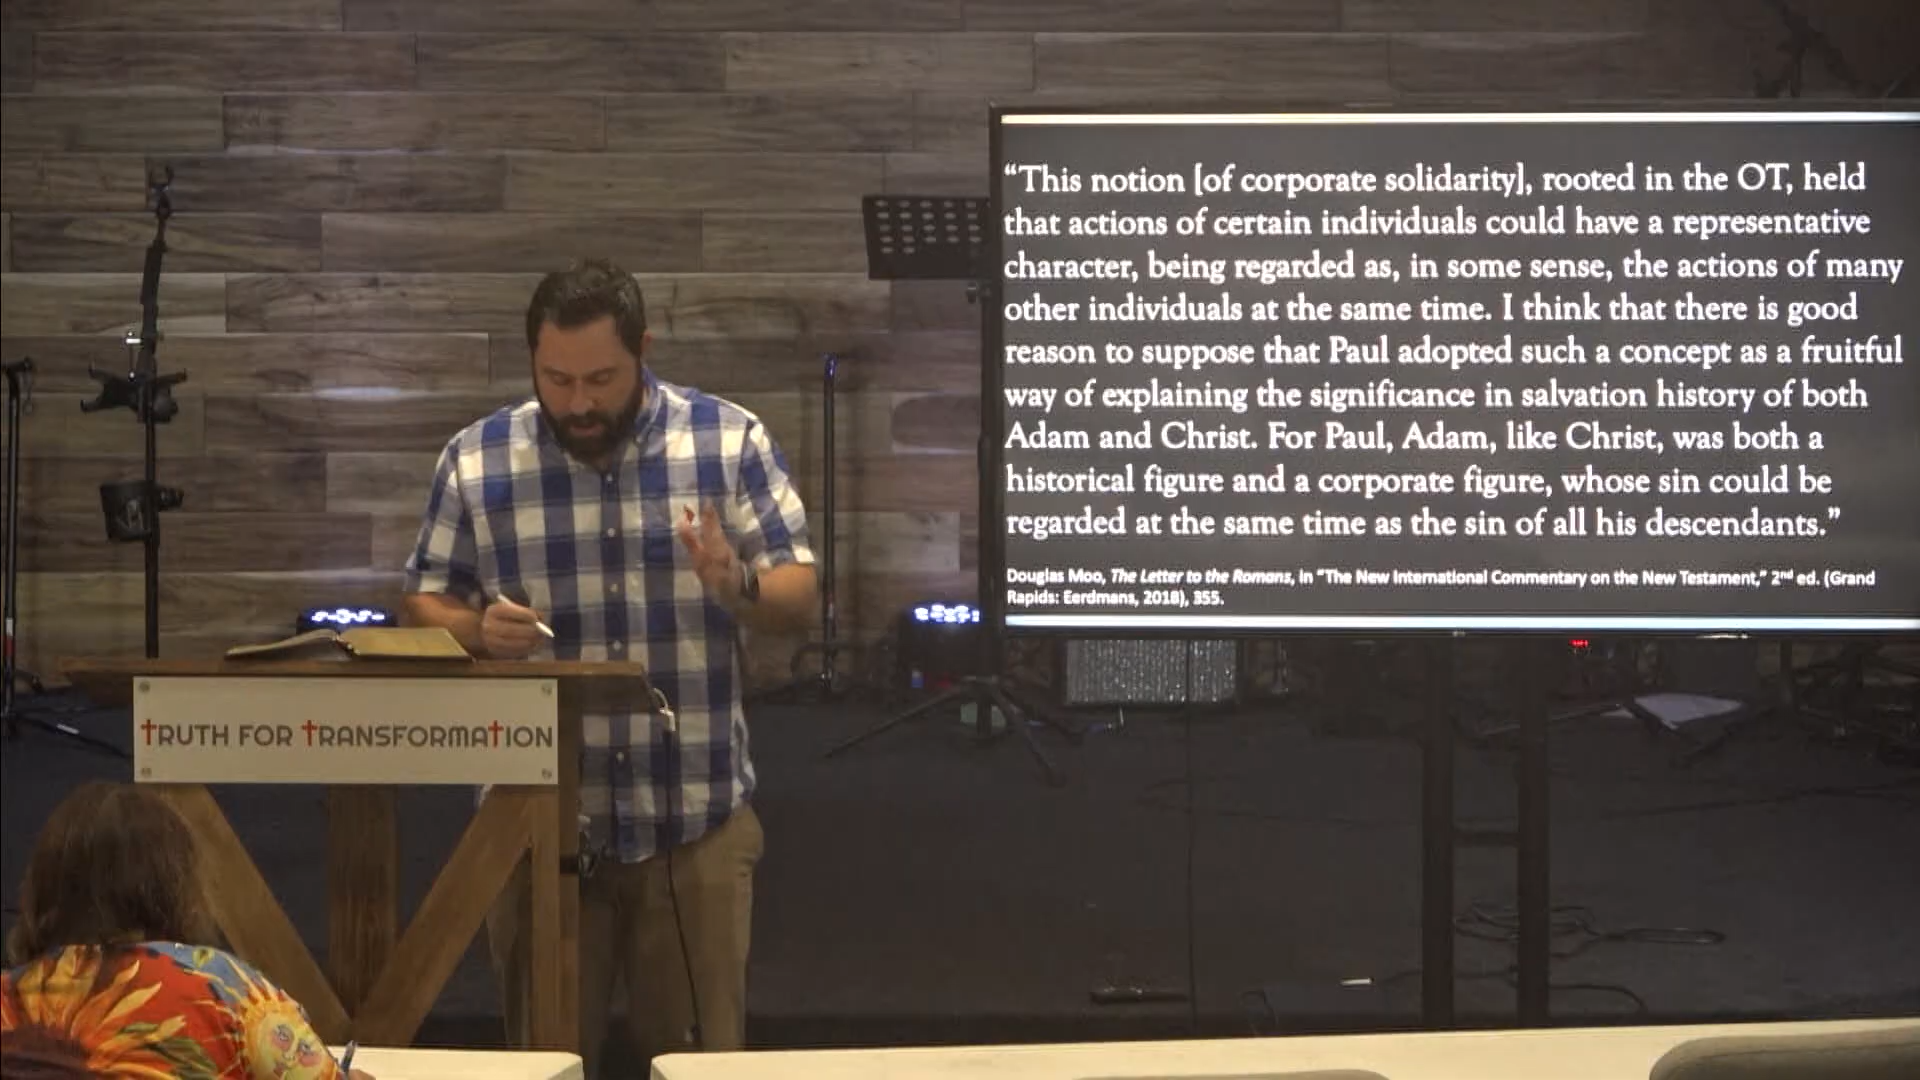 “This notion [of corporate solidarity], rooted in the OT, held
that actions of certain individuals could have a representative
character, being regarded as, in some sense, the actions of many
other individuals at the same time. I think that there is good
reason to suppose that Paul adopted such a concept as a fruitful
way of explaining the significance in salvation history of both
Adam and Christ. For Paul, Adam, like Christ, was both a
historical figure and a corporate figure, whose sin could be
regarded at the same time as the sin of all his descendants.”
Douglas Moo, The Letter to the Romans, in “The New International Commentary on the New Testament,” 2nd ed. (Grand
Rapids: Eerdmans, 2018), 355.
TRUTH FOR TRANSFORMATION